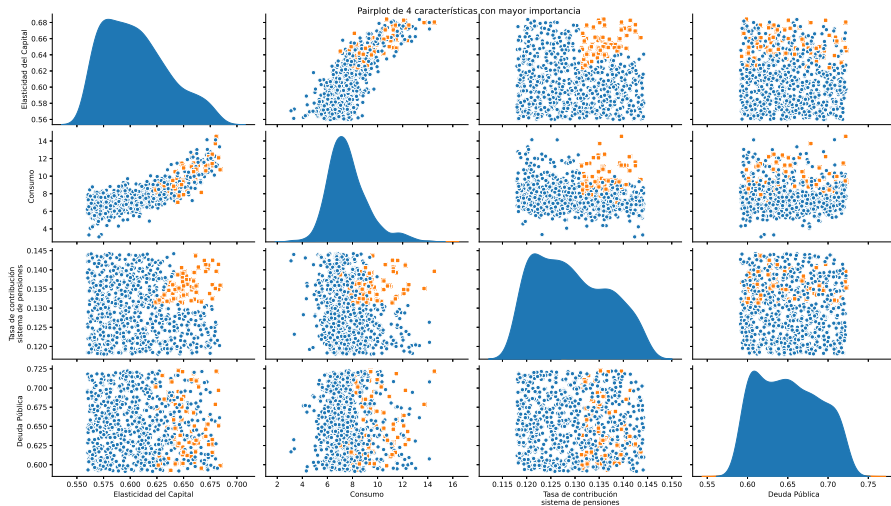 Pairplot de 4 características con mayor importancia
Elasticidad del Capital
0.68
0.66
0.64
0.62
0.60
0.58
0.56
Consumo
14
12
10
8
6
4
Tasa de contribución
sistema de pensiones
0.145
0.140
0.135
0.130
0.125
0.120
Deuda Pública
0.725
0.700
0.675
0.650
0.625
0.600
0.550 0.575 0.600 0.625 0.650 0.675 0.700
Elasticidad del Capital
2 4 6 8 10 12 14 16
Consumo
0.115 0.120 0.125 0.130 0.135 0.140 0.145 0.150
Tasa de contribución
sistema de pensiones
0.55 0.60 0.65 0.70 0.75
Deuda Pública